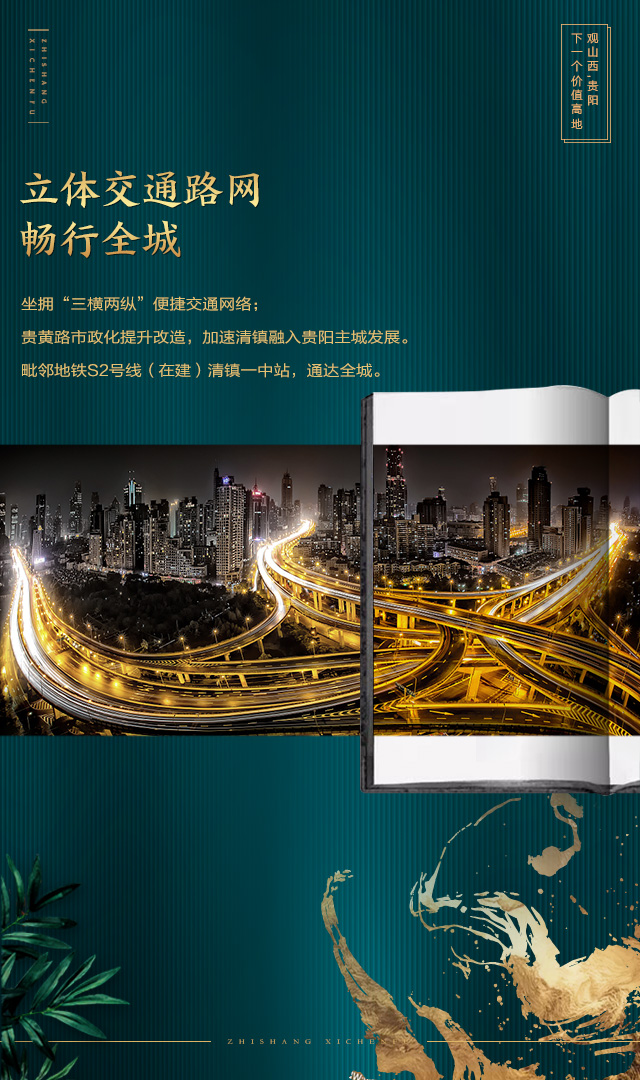 ZHISHANG
XICHENFU
观山西·贵阳
下一个价值高地
立体交通路网
畅行全城
坐拥“三横两纵”便捷交通网络；
贵黄路市政化提升改造，加速清镇融入贵阳主城发展。
毗邻地铁S2号线（在建）清镇一中站，通达全城。
ZHISHANG XICHE